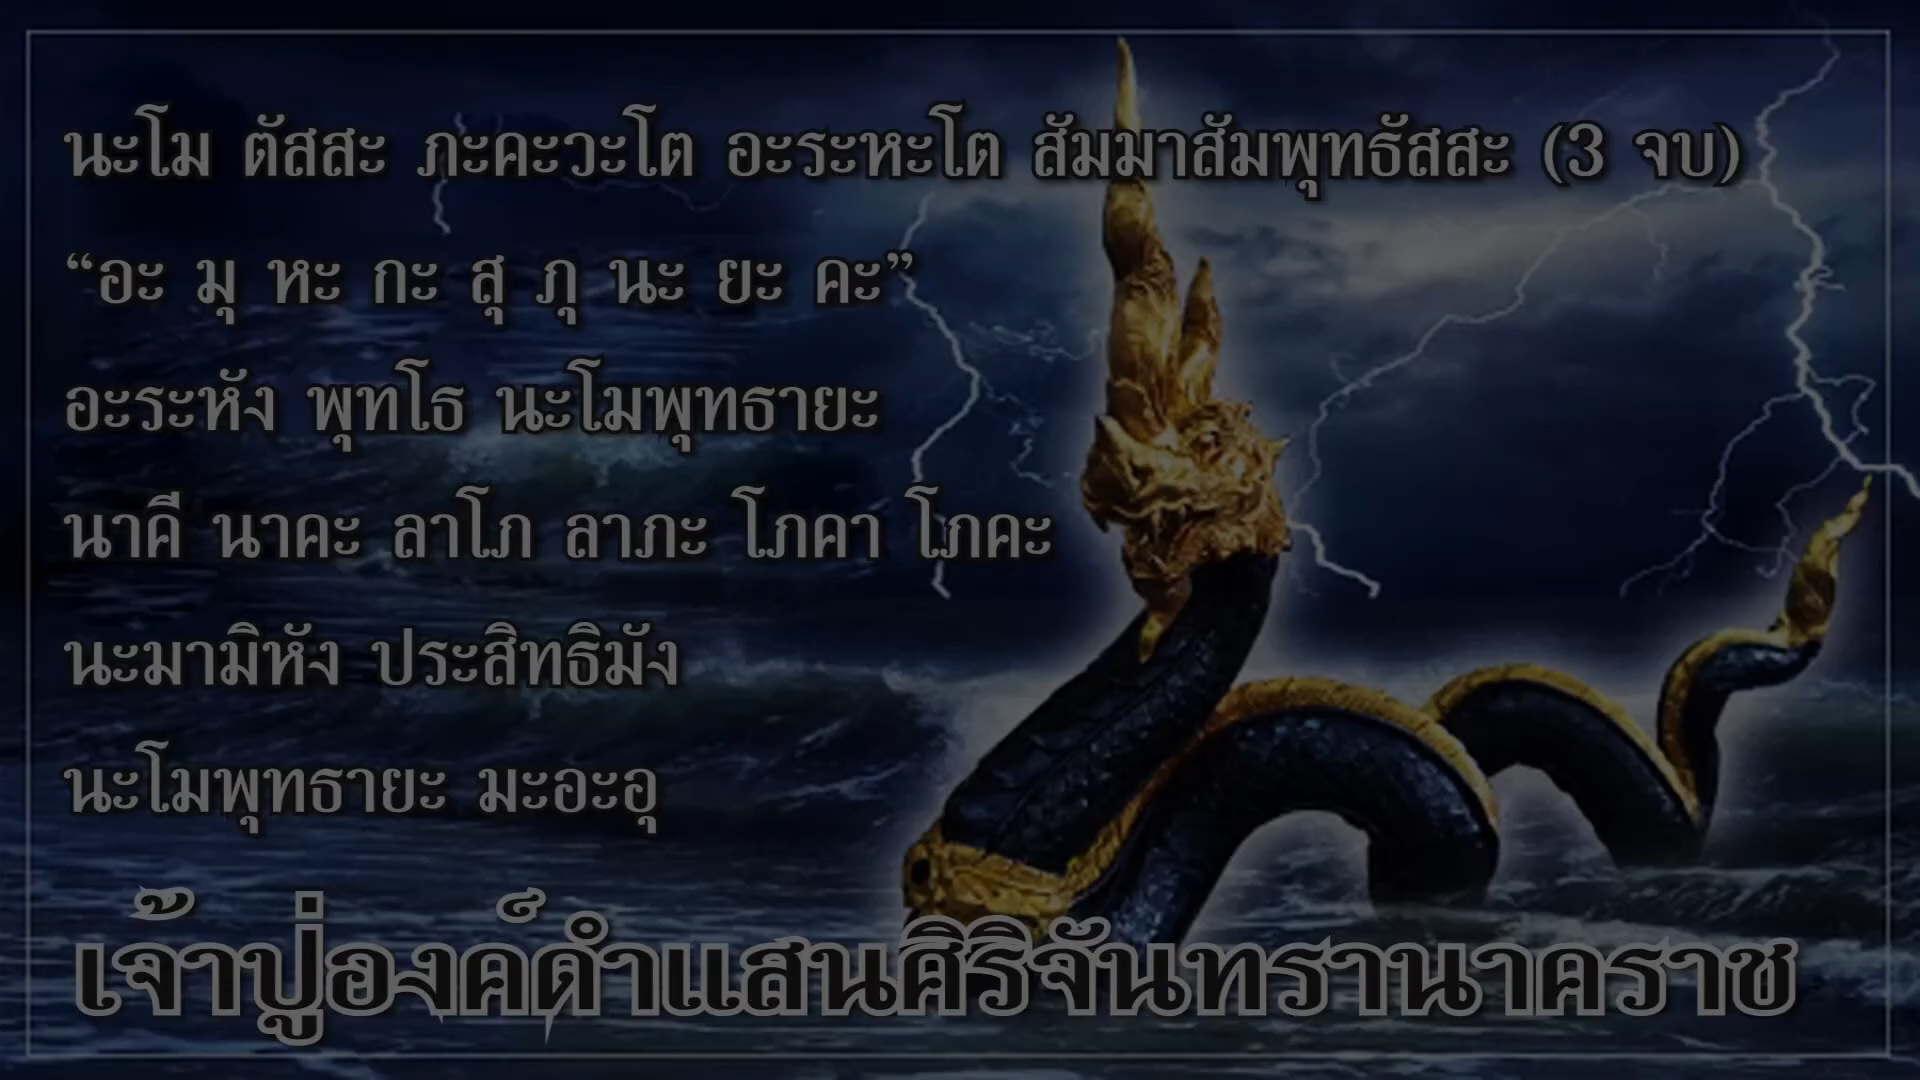 นะโม ตัสสะ ภะคะวะโต อะระหะโต สัมมาสัมพุทธัสสะ (3 จบ)
“อะ มุ หะ กะ สุ ภุ นะ ยะ คะ”
อะระหัง พุทโธ นะโมพุทธายะ
นาคี นาคะ ลาโภ ลาภะ โภคา โภคะ
นะมามิหัง ประสิทธิมัง
นะโมพุทธายะ มะอะอุ
เจ้าปู่องค์ดำแสนศิริจันทรานาคราช